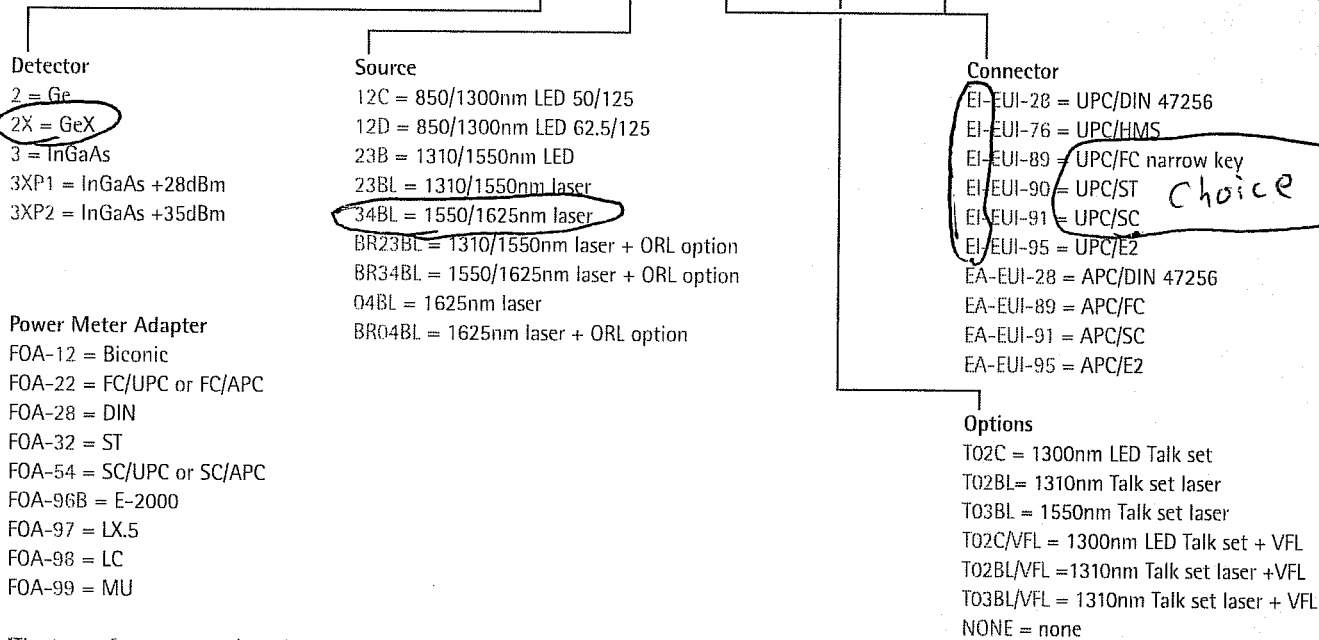 Detector
2 = Ge
2X = GeX
3 = InGaAs
3XP1 = InGaAs +28dBm
3XP2 = InGaAs +35dBm
Power Meter Adapter
FOA-12 = Biconic
FOA-22 = FC/UPC or FC/APC
FOA-28 = DIN
FOA-32 = ST
FOA-54 = SC/UPC or SC/APC
FOA-96B = E-2000
FOA-97 = LX.5
FOA-98 = LC
FOA-99 = MU
Source
12C = 850/1300nm LED 50/125
12D = 850/1300nm LED 62.5/125
23B = 1310/1550nm LED
23BL = 1310/1550nm laser
34BL = 1550/1625nm laser
BR23BL = 1310/1550nm laser + ORL option
BR34BL = 1550/1625nm laser + ORL option
04BL = 1625nm laser
BR04BL = 1625nm laser + ORL option
Connector
EI-EUI-28 = UPC/DIN 47256
EI-EUI-76 = UPC/HMS
EI-EUI-89 = UPC/FC narrow key
EI-EUI-90 = UPC/ST
Choice
EI-EUI-91 = UPC/SC
EI-EUI-95 = UPC/E2
EA-EUI-28 = APC/DIN 47256
EA-EUI-89 = APC/FC
EA-EUI-91 = APC/SC
EA-EUI-95 = APC/E2
Options
T02C = 1300nm LED Talk set
T02BL= 1310nm Talk set laser
T03BL = 1550nm Talk set laser
T02C/VFL = 1300nm LED Talk set + VFL
T02BL/VFL =1310nm Talk set laser +VFL
T03BL/VFL = 1310nm Talk set laser + VFL
NONE = none